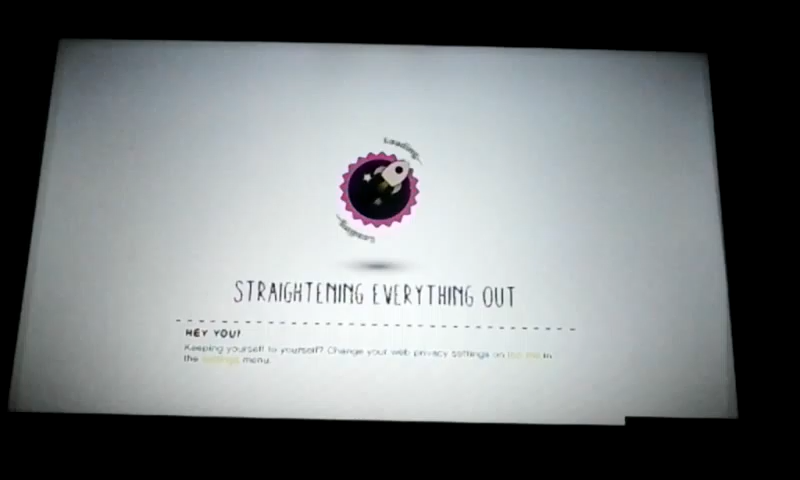 Loading...
Loading...
STRAIGHTENING EVERYTHING OUT
HEY YOU!
Keeping yourself to yourself? Change your web privacy settings on
the settings menu.